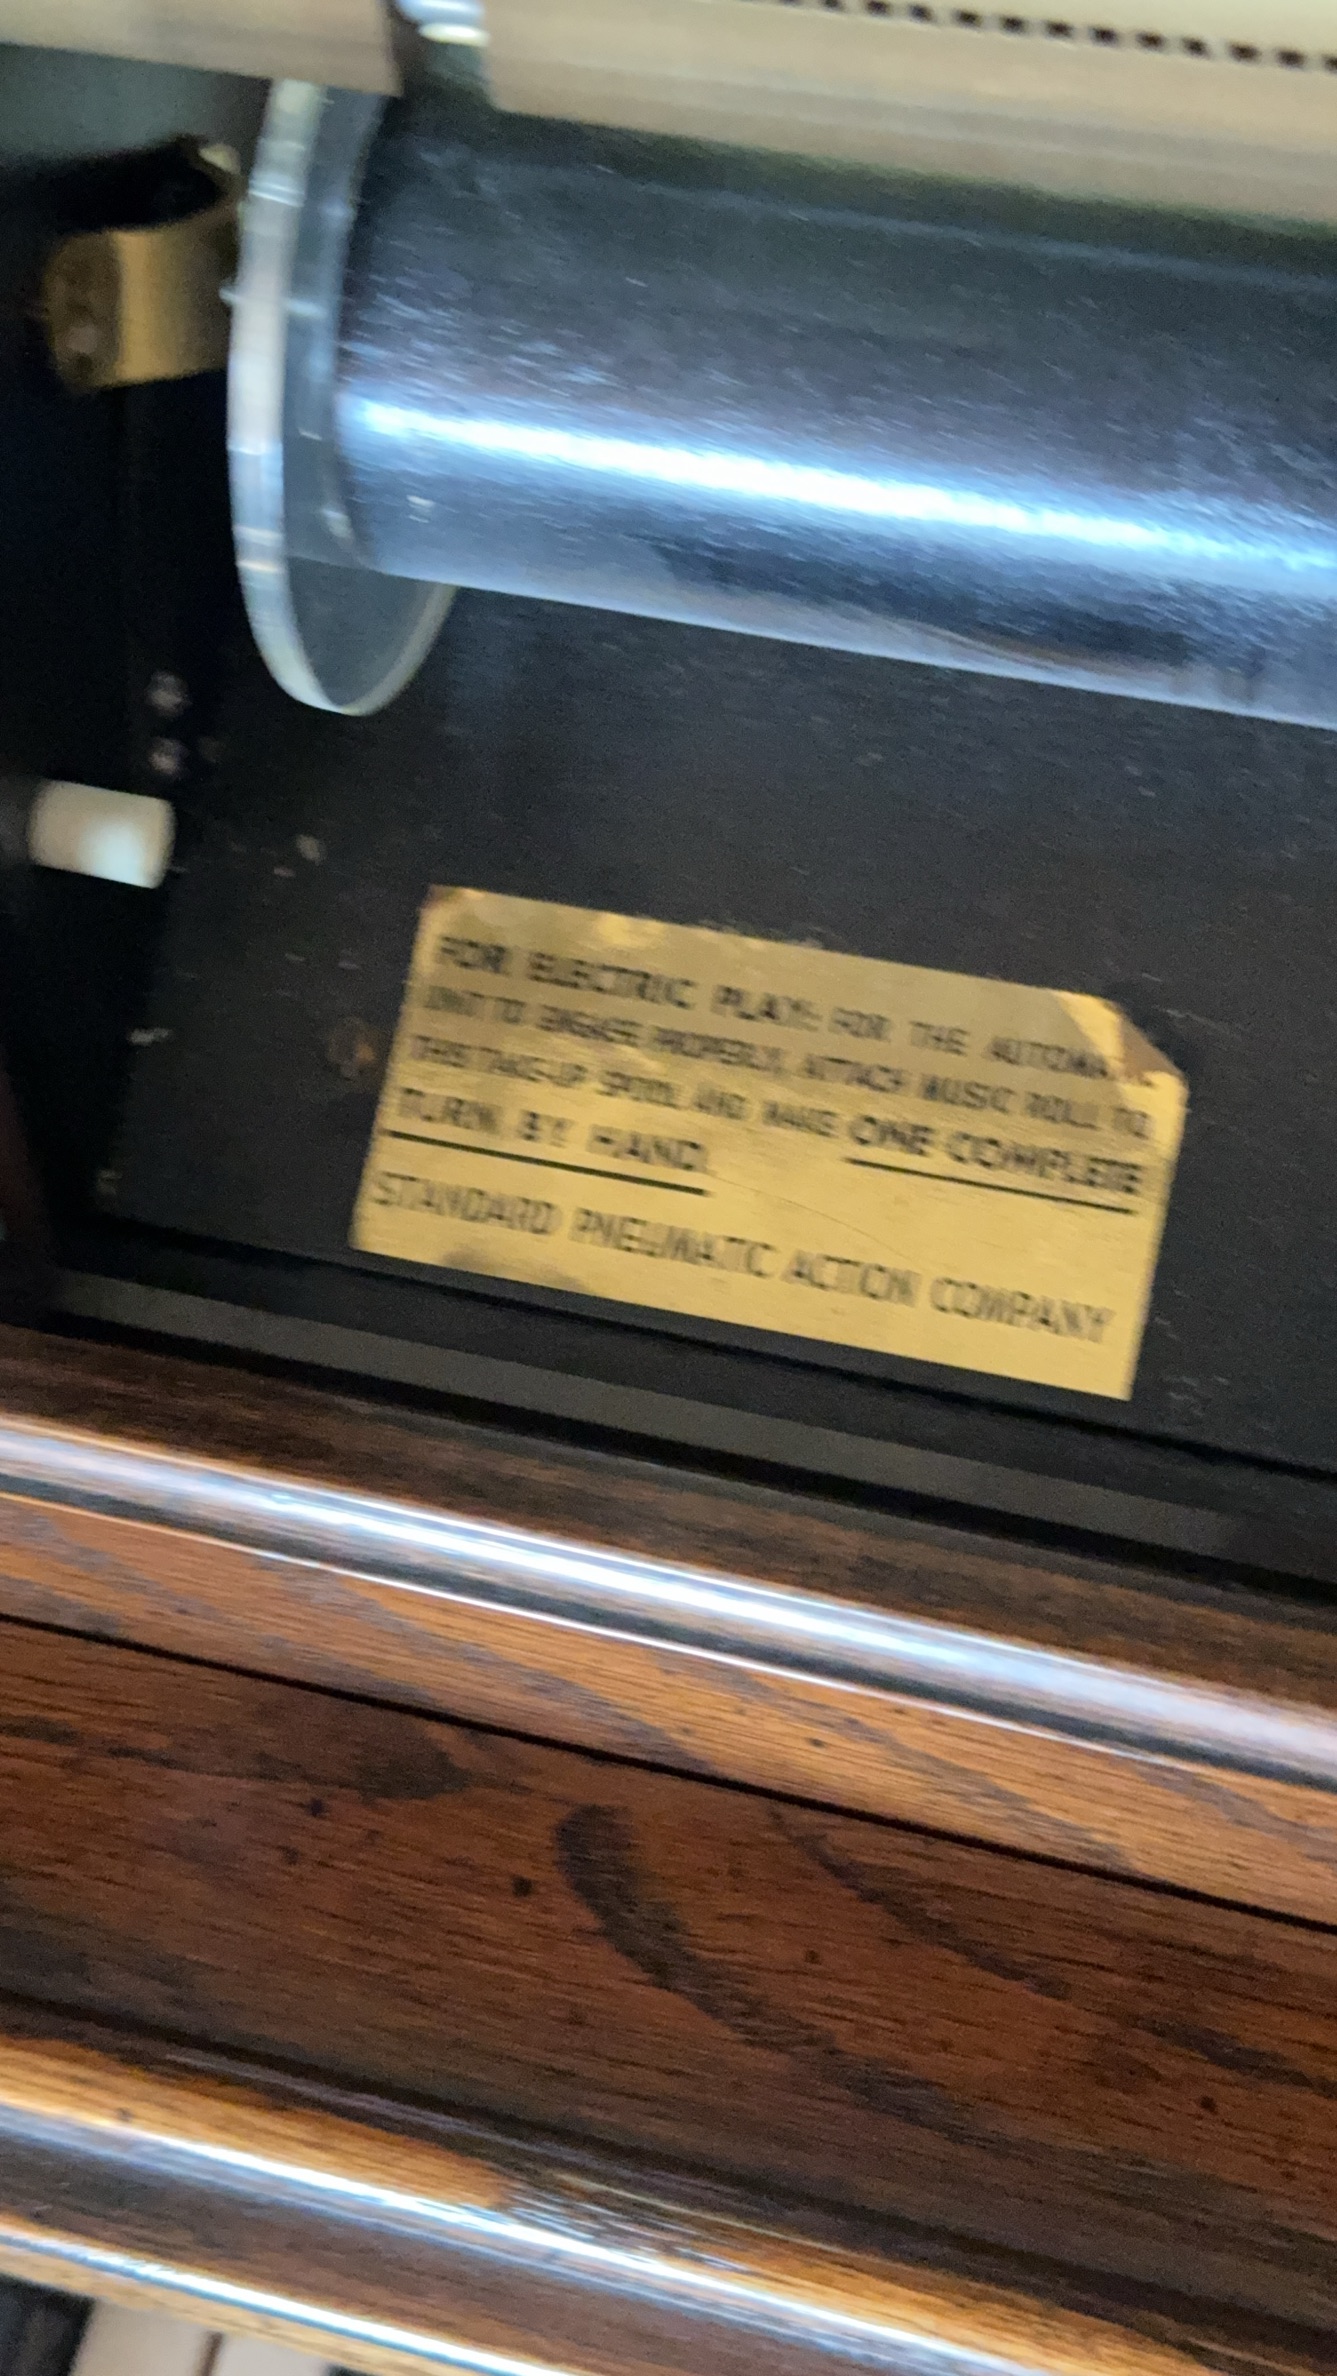 FOR ELECTRIC PLAY: FOR THE AUTOMATIC
UNIT TO ENGAGE PROPERLY, ATTACH MUSIC ROLL TO
THIS TAKE-UP SPOOL AND MAKE ONE COMPLETE
TURN BY HAND.
STANDARD PNEUMATIC ACTION COMPANY